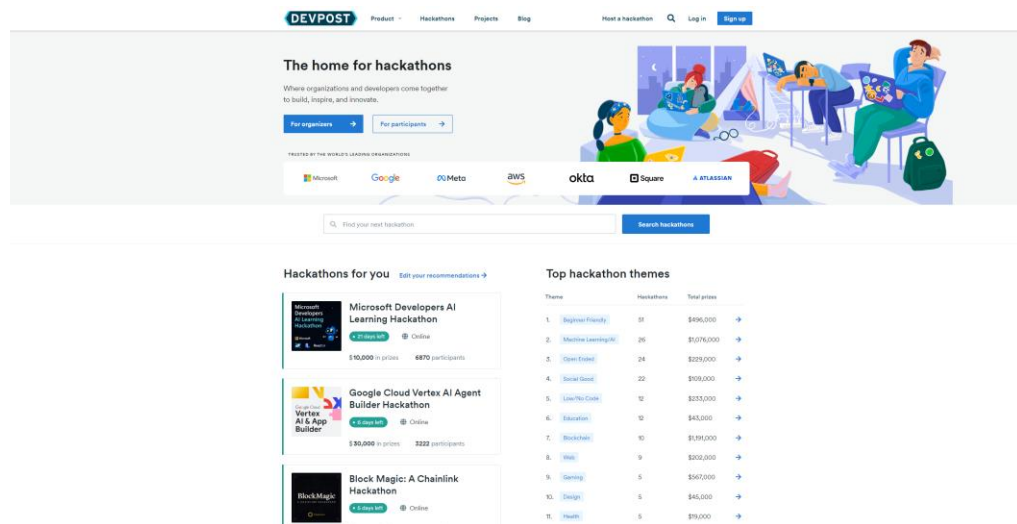 DEVPOST
Product
Hackathons
Projects
Blog
Host a hackathon
Log in
Sign up
The home for hackathons
Where organizations and developers come together
to build, inspire, and innovate.
For organizers →
For participants →
TRUSTED BY THE WORLD'S LEADING ORGANIZATIONS
Microsoft
Google
Meta
aws
okta
Square
ATLASSIAN
Find your next hackathon
Search hackathons
Hackathons for you
Edit your recommendations →
Microsoft
Developers
AI Learning
Hackathon
Microsoft Developers AI
Learning Hackathon
21 days left
Online
$10,000 in prizes
6870 participants
Google Cloud
Vertex
AI & App
Builder
Google Cloud Vertex AI Agent
Builder Hackathon
6 days left
Online
$30,000 in prizes
3222 participants
BlockMagic
Block Magic: A Chainlink
Hackathon
6 days left
Online
Top hackathon themes
Theme Hackathons Total prizes
1. Beginner Friendly 31 $496,000 →
2. Machine Learning/AI 26 $1,076,000 →
3. Open Ended 24 $229,000 →
4. Social Good 22 $109,000 →
5. Low/No Code 12 $233,000 →
6. Education 12 $43,000 →
7. Blockchain 10 $1,191,000 →
8. Web 9 $202,000 →
9. Gaming 5 $567,000 →
10. Design 5 $45,000 →
11. Health 5 $19,000 →